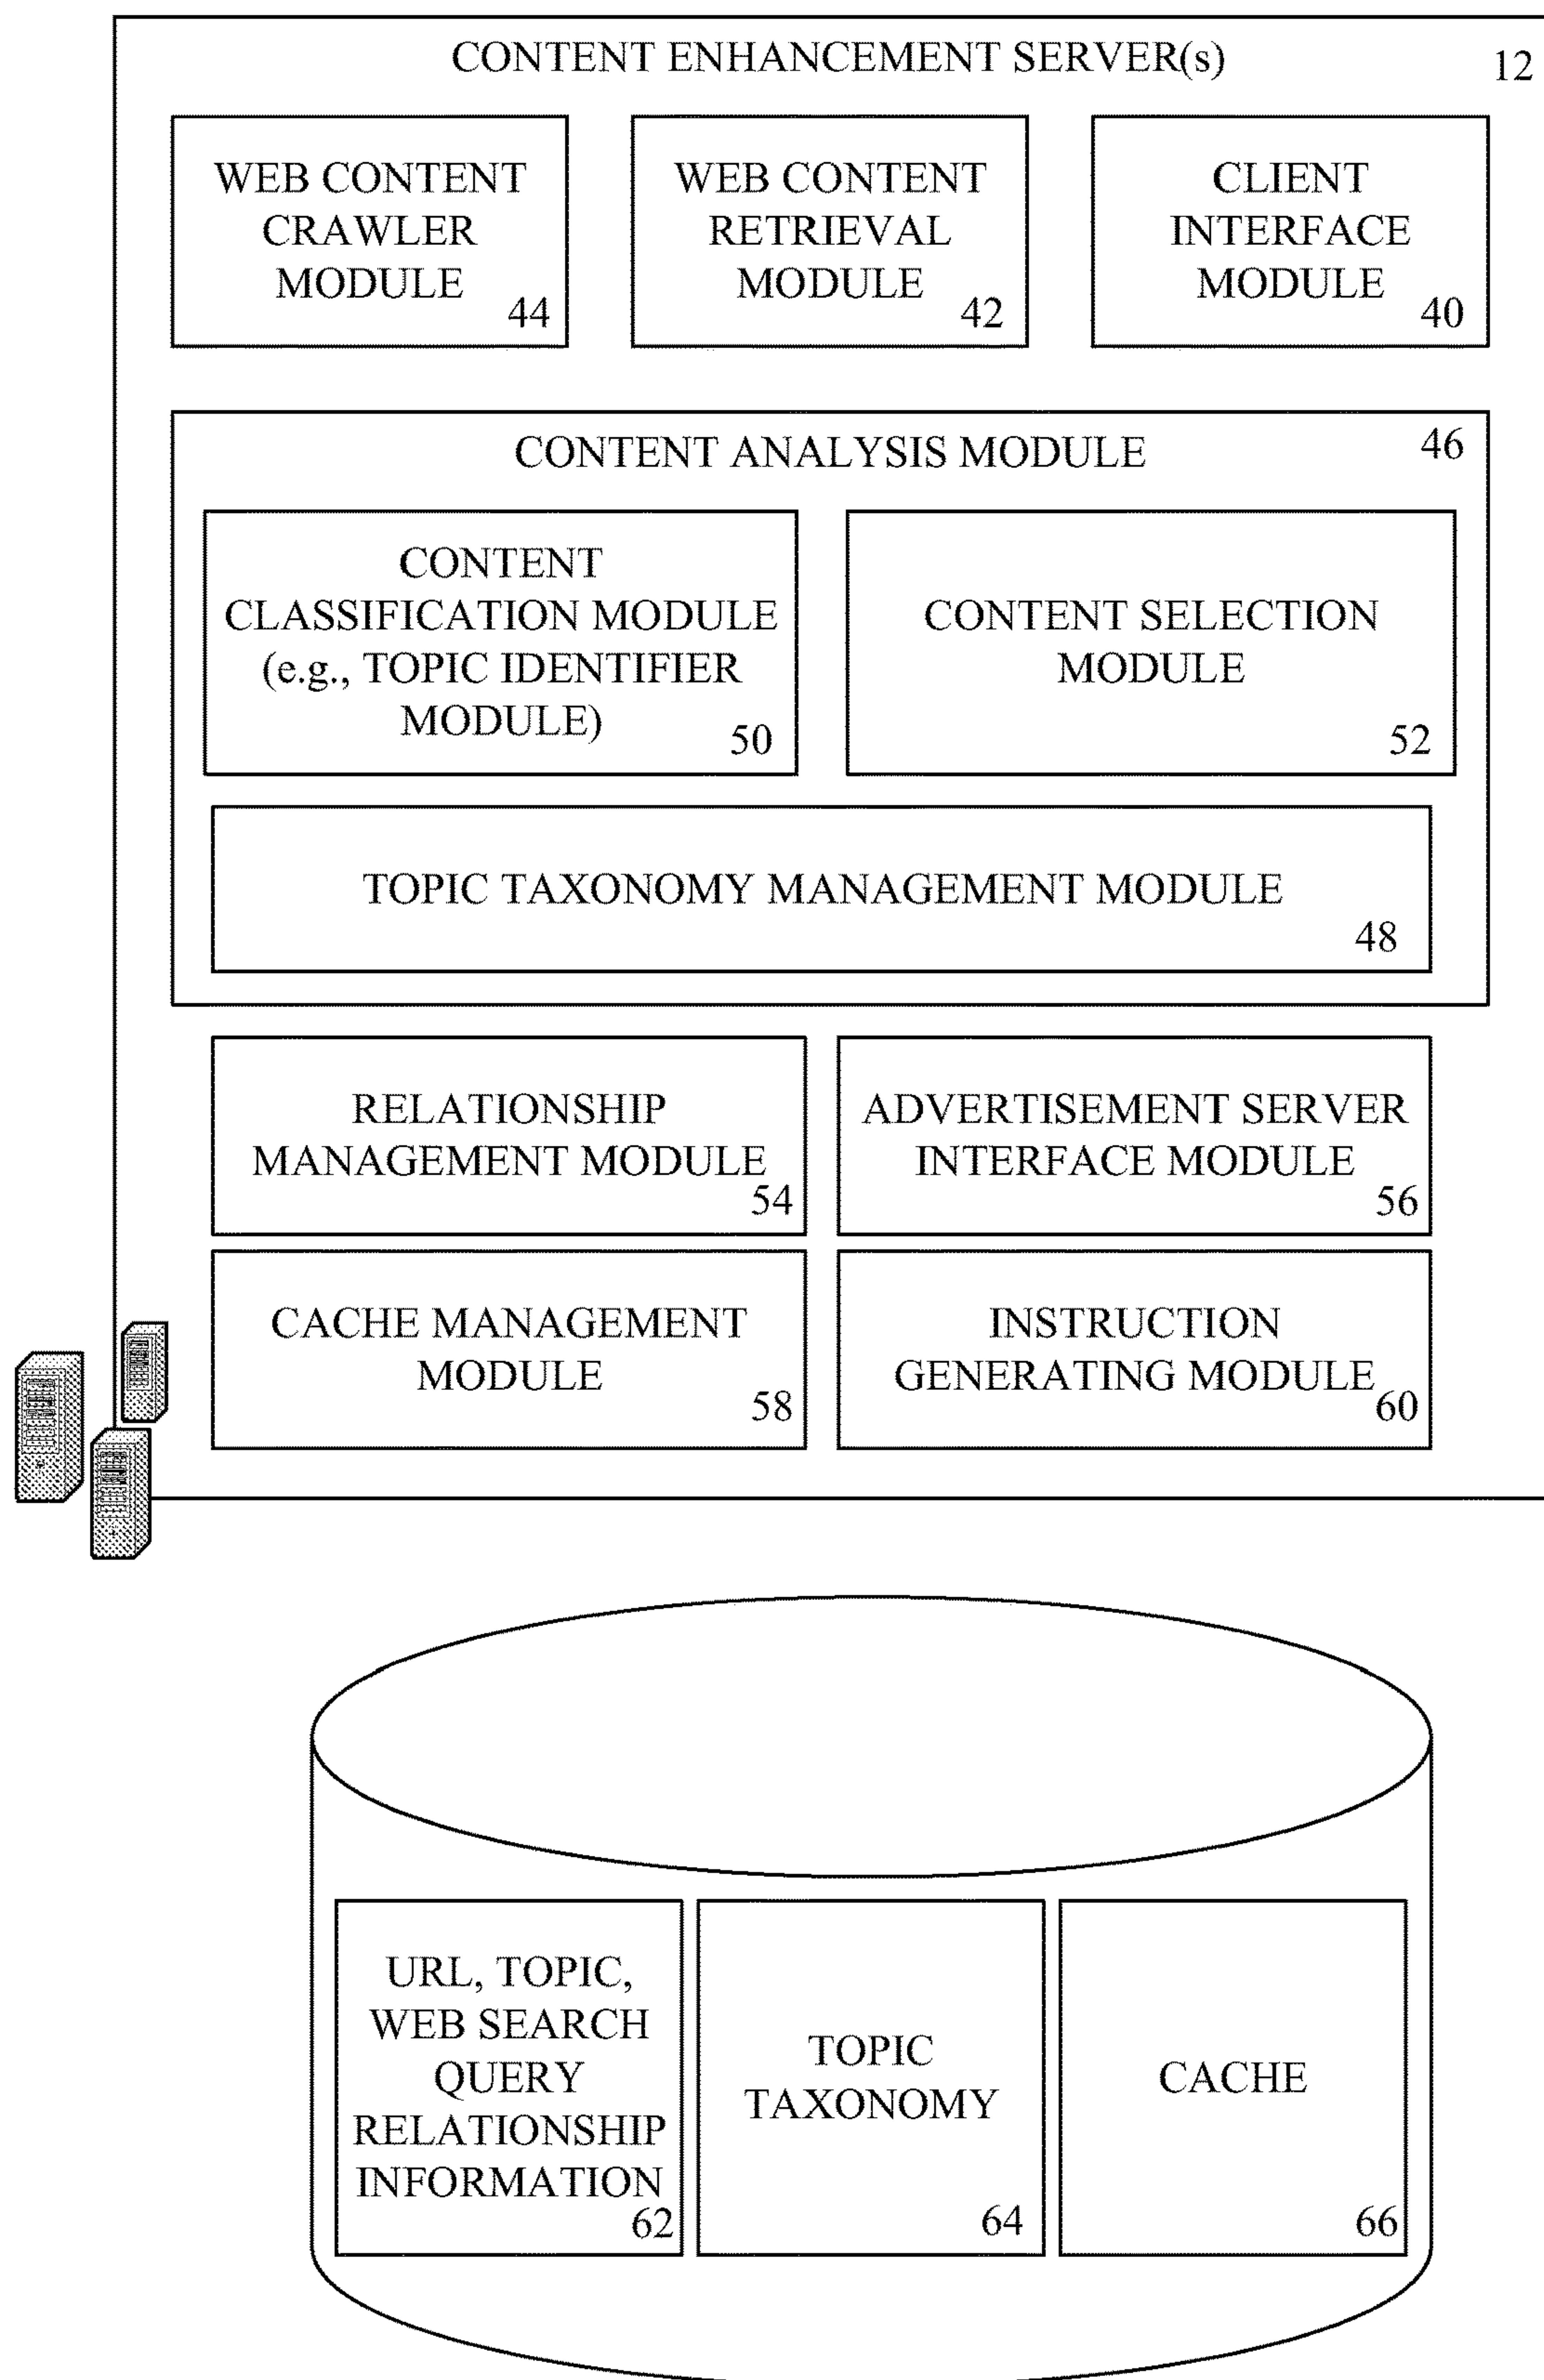 CONTENT ENHANCEMENT SERVER(s)
12
WEB CONTENT
CRAWLER
MODULE
44
WEB CONTENT
RETRIEVAL
MODULE
42
CLIENT
INTERFACE
MODULE
40
CONTENT ANALYSIS MODULE
46
CONTENT
CLASSIFICATION MODULE
(e.g., TOPIC IDENTIFIER
MODULE)
50
CONTENT SELECTION
MODULE
52
TOPIC TAXONOMY MANAGEMENT MODULE
48
RELATIONSHIP
MANAGEMENT MODULE
54
ADVERTISEMENT SERVER
INTERFACE MODULE
56
CACHE MANAGEMENT
MODULE
58
INSTRUCTION
GENERATING MODULE
60
URL, TOPIC,
WEB SEARCH
QUERY
RELATIONSHIP
INFORMATION
62
TOPIC
TAXONOMY
64
CACHE
66